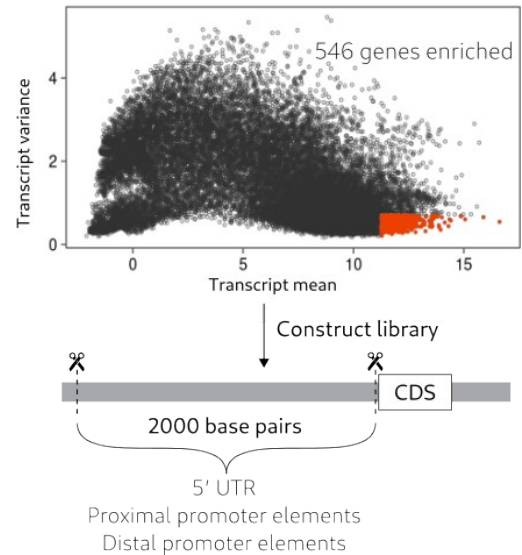 546 genes enriched
Transcript variance
4
2
0
0
5
10
15
Transcript mean
Construct library
CDS
2000 base pairs
5' UTR
Proximal promoter elements
Distal promoter elements